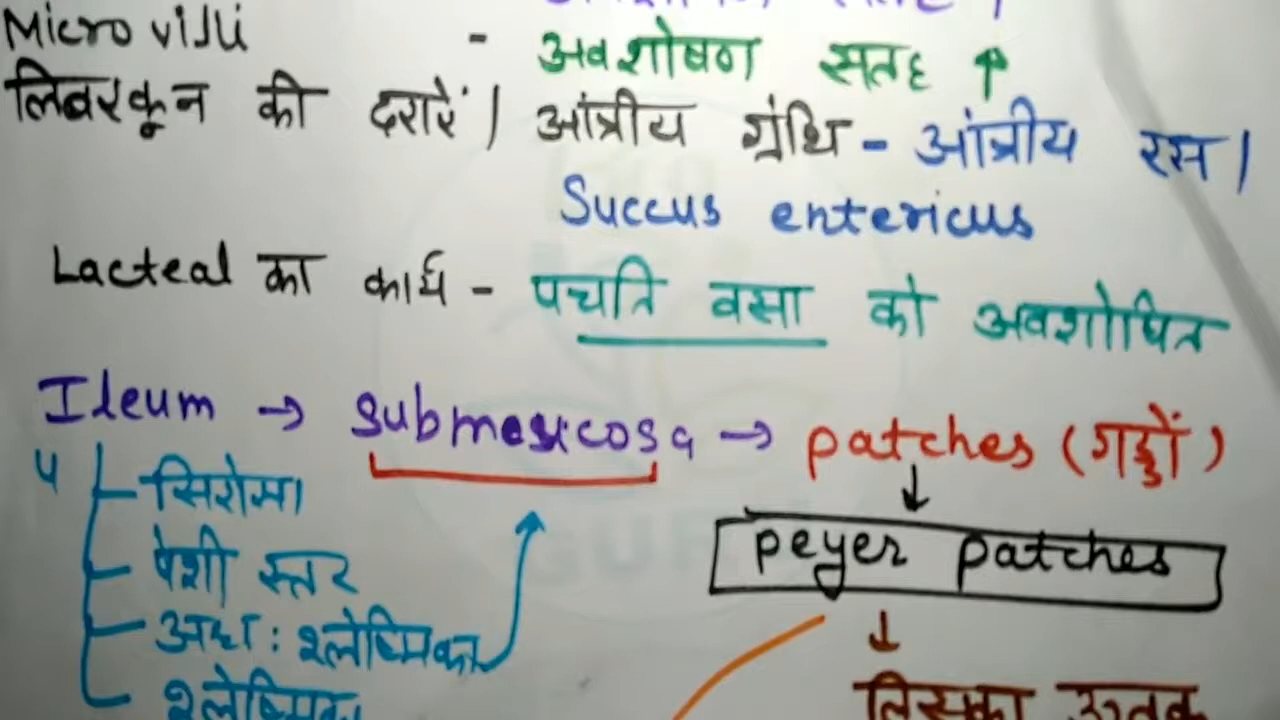 Micro villi - अवशोषण सतह ↑
लिबरकून की दरारें / आंत्रीय ग्रंथि - आंत्रीय रस।
Succus entericus
Lacteal का कार्य - पचति वसा को अवशोषित
Ileum → submucosa → patches (गड्ढों)
↓
peyer patches
↓
4
सिरोसा
पेशी स्तर
अधः श्लेष्मिका
श्लेष्मिका